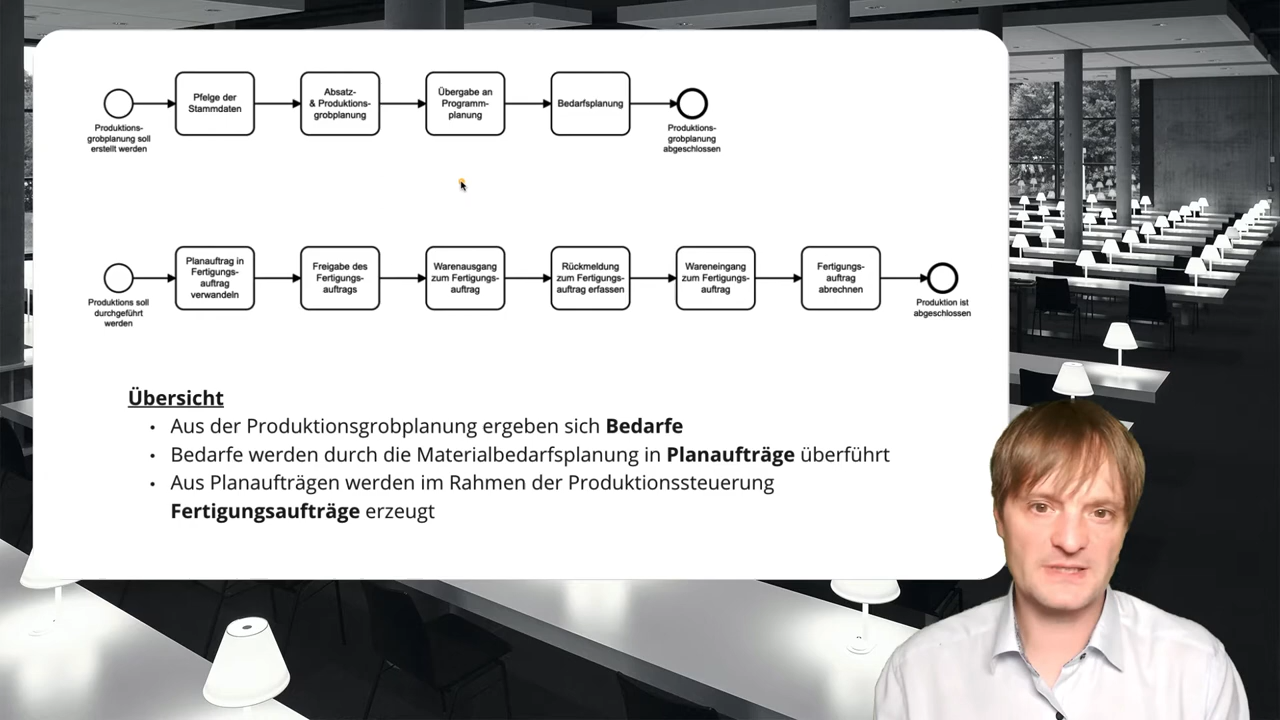 Pfelge der
Stammdaten
Absatz-
& Produktions-
grobplanung
Übergabe an
Programm-
planung
Bedarfsplanung
Produktions-
grobplanung soll
erstellt werden
Produktions-
grobplanung
abgeschlossen
Planauftrag in
Fertigungs-
auftrag
verwandeln
Freigabe des
Fertigungs-
auftrags
Warenausgang
zum Fertigungs-
auftrag
Rückmeldung
zum Fertigungs-
auftrag erfassen
Wareneingang
zum Fertigungs-
auftrag
Fertigungs-
auftrag
abrechnen
Produktions soll
durchgeführt
werden
Produktion ist
abgeschlossen
Übersicht
• Aus der Produktionsgrobplanung ergeben sich Bedarfe
• Bedarfe werden durch die Materialbedarfsplanung in Planaufträge überführt
• Aus Planaufträgen werden im Rahmen der Produktionssteuerung
Fertigungsaufträge erzeugt